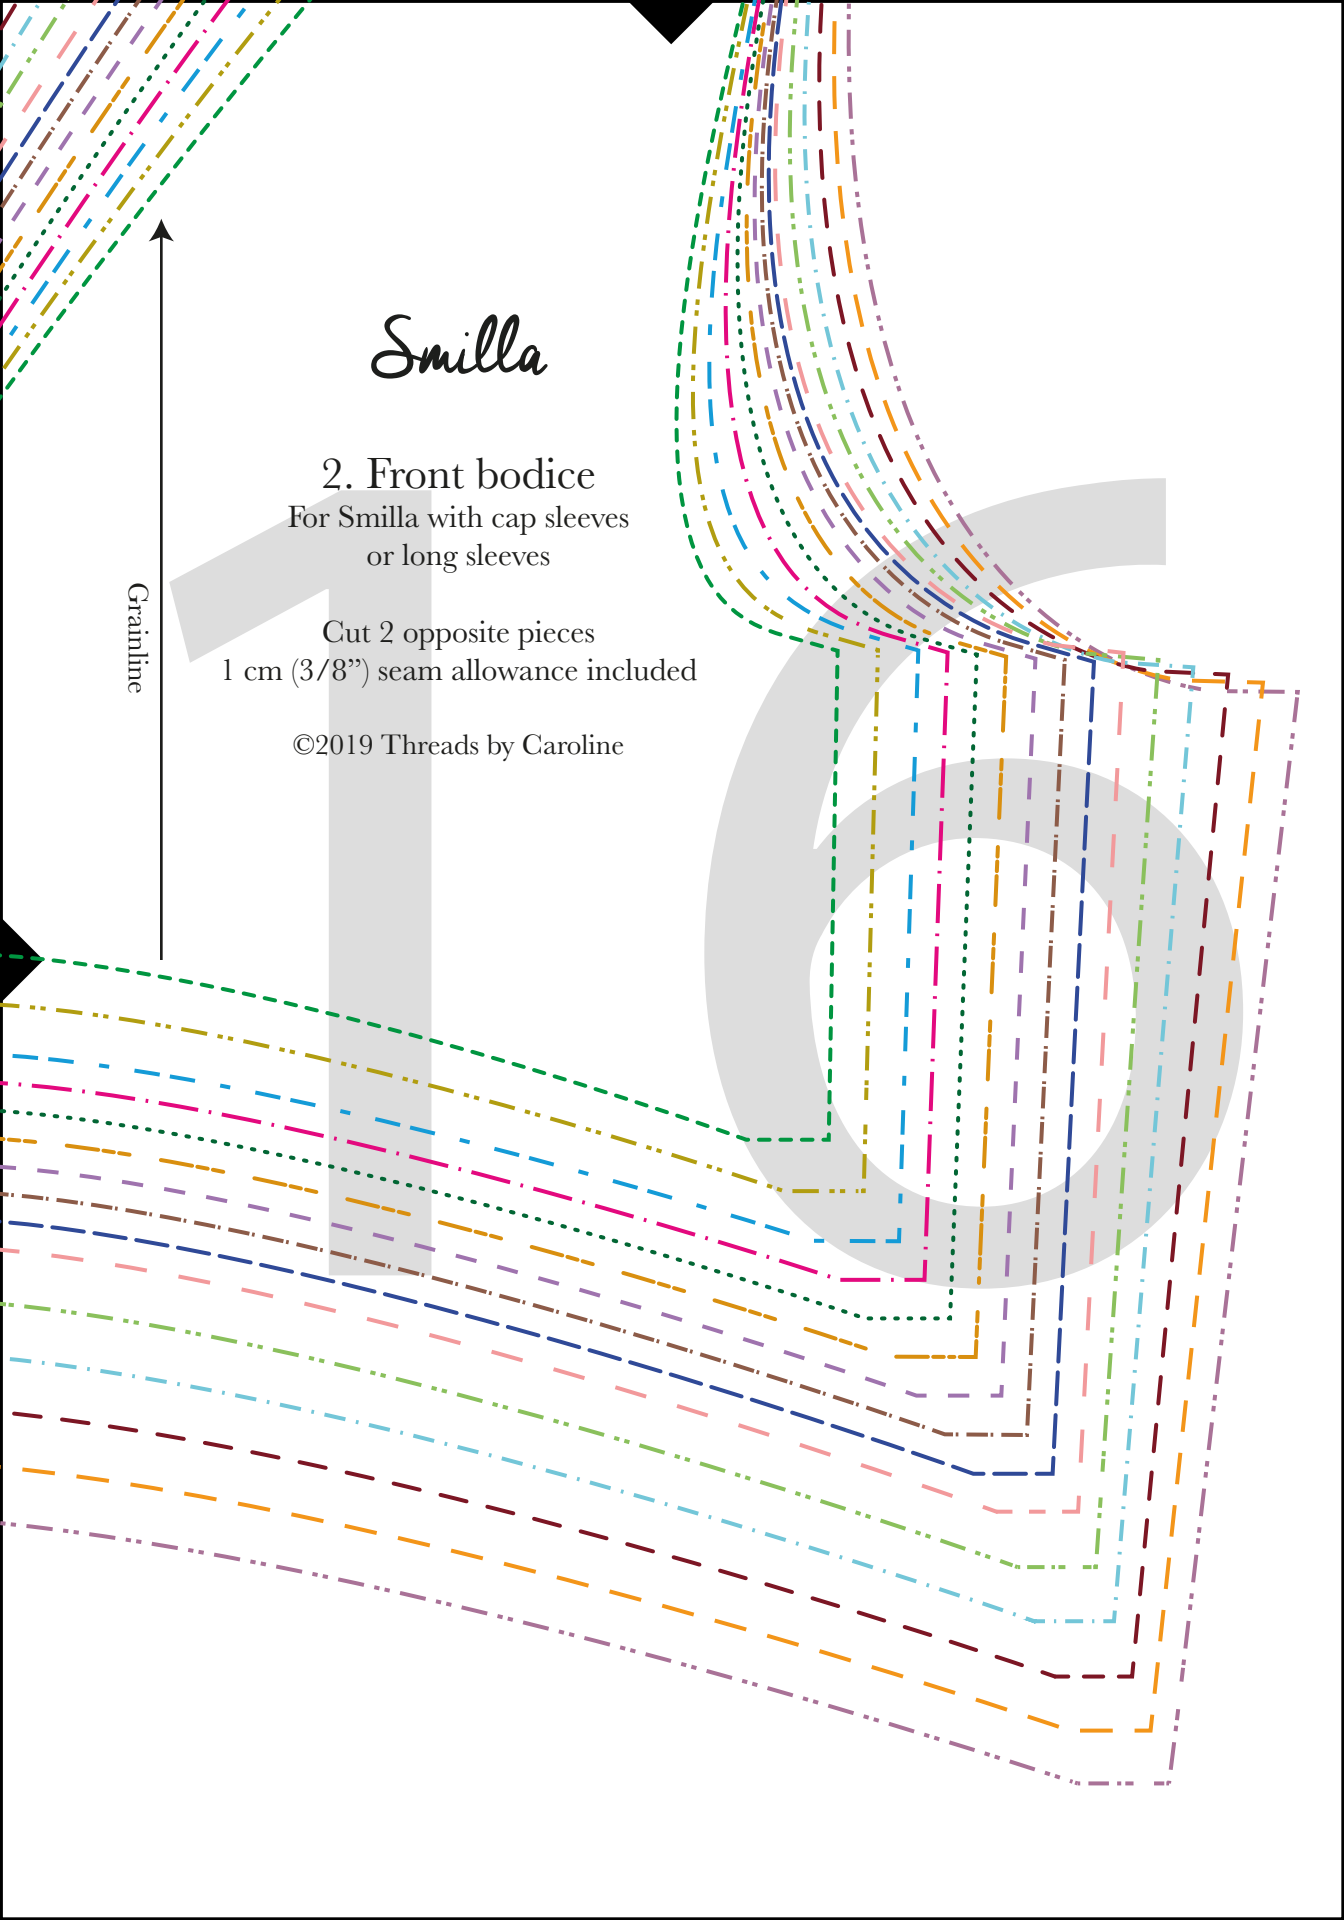 Smilla
2. Front bodice
For Smilla with cap sleeves
or long sleeves
Cut 2 opposite pieces
1 cm (3/8”) seam allowance included
©2019 Threads by Caroline
Grainline
16